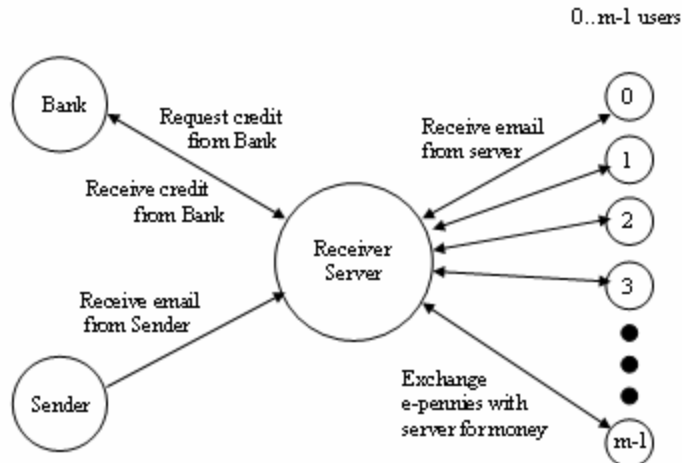 0..m-1 users
Bank
Request credit
from Bank
Receive credit
from Bank
Receive email
from server
0
1
2
3
m-1
Receiver
Server
Receive email
from Sender
Sender
Exchange
e-pennies with
server for money